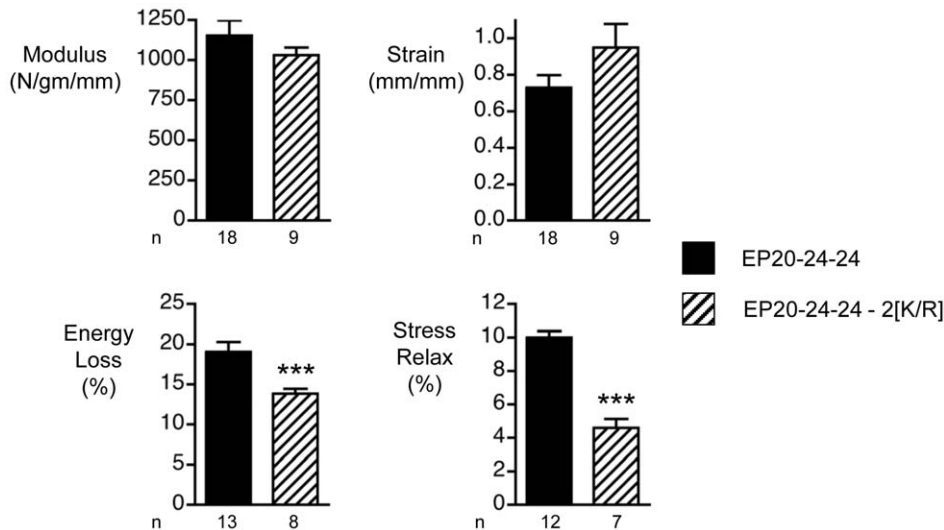 Modulus
(N/gm/mm)
1250
1000
750
500
250
0
n 18 9
Strain
(mm/mm)
1.0
0.8
0.6
0.4
0.2
0.0
n 18 9
EP20-24-24
EP20-24-24 - 2[K/R]
Energy
Loss
(%)
25
20
15
10
5
0
***
n 13 8
Stress
Relax
(%)
12
10
8
6
4
2
0
***
n 12 7